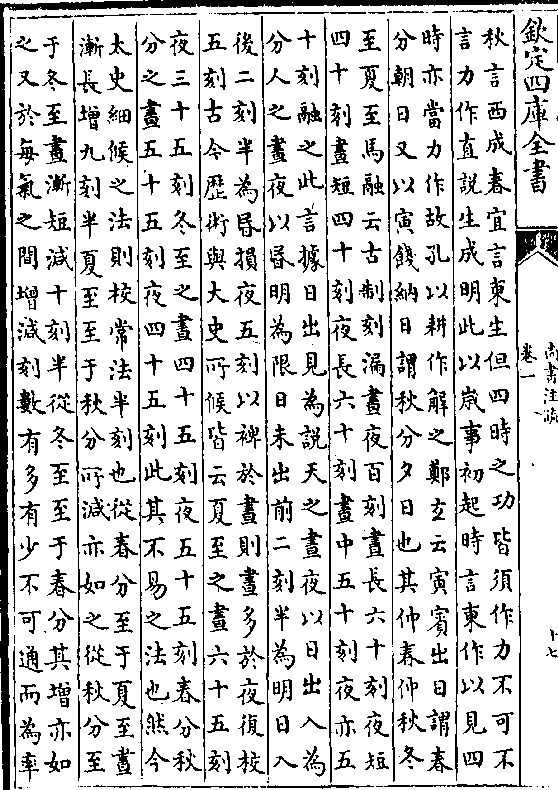 欽定四庫全書
尚書注疏
卷一
十七
秋言西成春宜言東生但四時之功皆須作力不可不
言力作直說生成明此以嵗事初起時言東作以見四
時亦當力作故孔以耕作解之鄭𤣥云寅賓出日謂春
分朝日又以寅餞納日謂秋分夕日也其仲春仲秋冬
至夏至馬融云古制刻漏晝夜百刻晝長六十刻夜短
四十刻晝短四十刻夜長六十刻晝中五十刻夜亦五
十刻融之此言據日出見為說天之晝夜以日出入為
分人之晝夜以昬明為限日未出前二刻半為明日入
後二刻半為昬損夜五刻以裨於晝則晝多於夜復校
五刻古今歴術與大史所候皆云夏至之晝六十五刻
夜三十五刻冬至之晝四十五刻夜五十五刻春分秋
分之晝五十五刻夜四十五刻此其不易之法也然今
太史細候之法則校常法半刻也從春分至于夏至晝
漸長增九刻半夏至至于秋分所減亦如之從秋分至
于冬至晝漸短減十刻半從冬至至于春分其增亦如
之又於每氣之間增減刻數有多有少不可通而為率